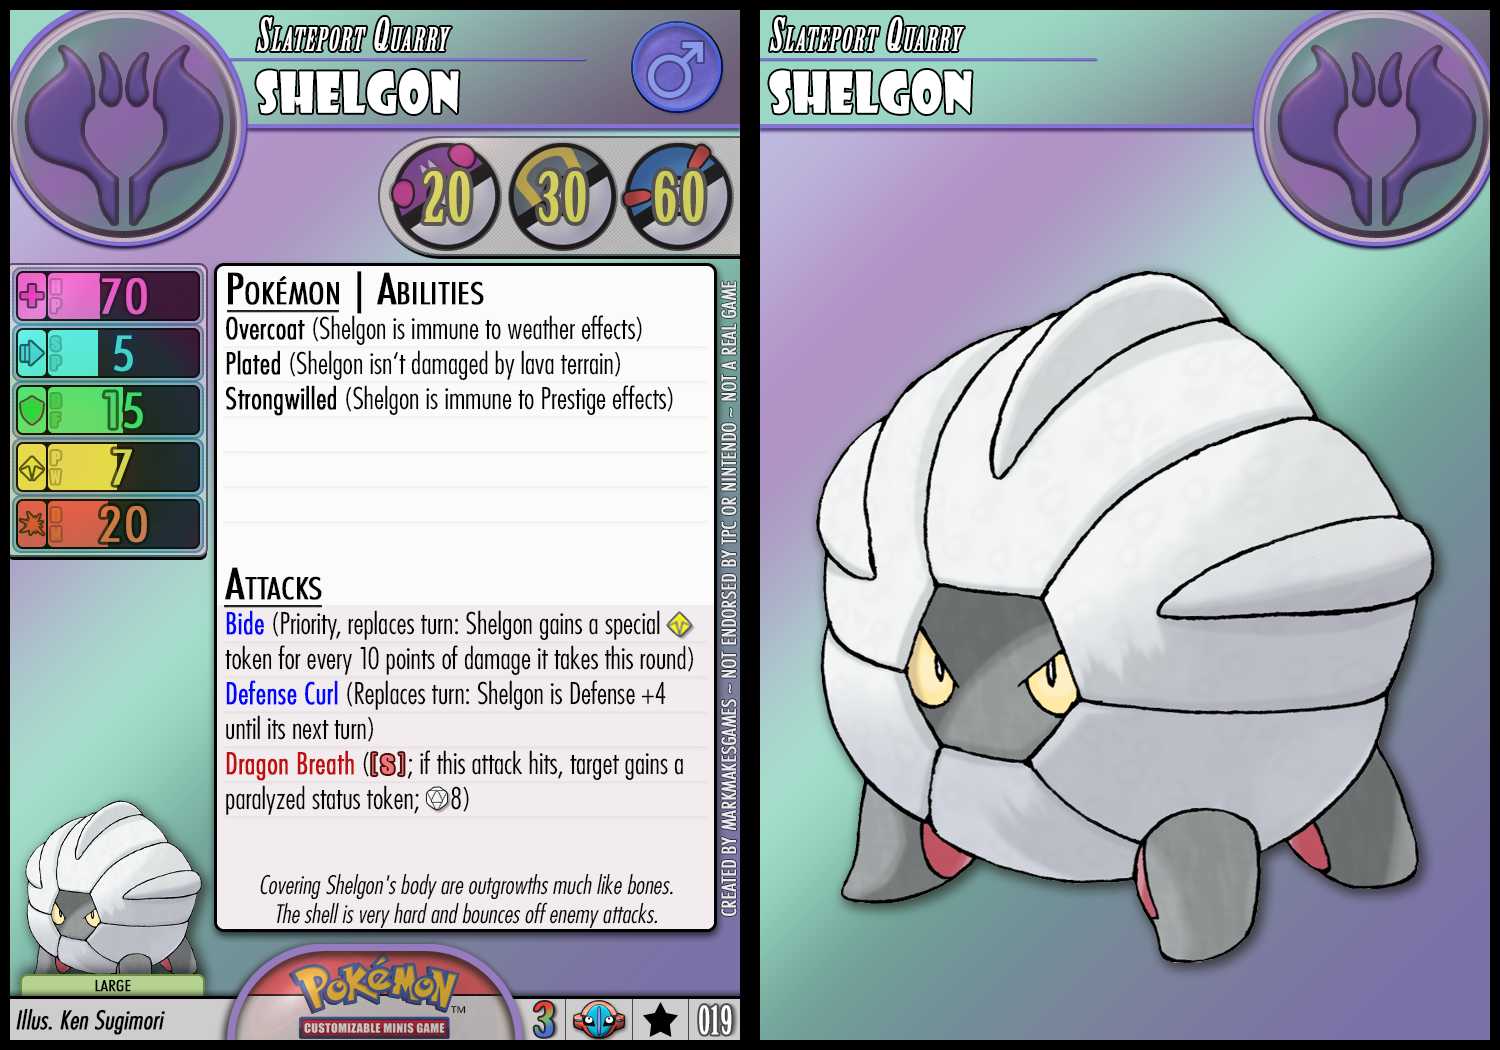 Slateport Quarry
SHELGON
20 30 60
HP 70
SP 5
DF 15
PW 7
DM 20
Pokémon | Abilities
Overcoat (Shelgon is immune to weather effects)
Plated (Shelgon isn't damaged by lava terrain)
Strongwilled (Shelgon is immune to Prestige effects)
Attacks
Bide (Priority, replaces turn: Shelgon gains a special
token for every 10 points of damage it takes this round)
Defense Curl (Replaces turn: Shelgon is Defense +4
until its next turn)
Dragon Breath ([S]; if this attack hits, target gains a
paralyzed status token; 8)
Covering Shelgon's body are outgrowths much like bones.
The shell is very hard and bounces off enemy attacks.
CREATED BY MARKMAKESGAMES ~ NOT ENDORSED BY TPC OR NINTENDO ~ NOT A REAL GAME
LARGE
Illus. Ken Sugimori
POKéMON TM
CUSTOMIZABLE MINIS GAME
3
019
Slateport Quarry
SHELGON